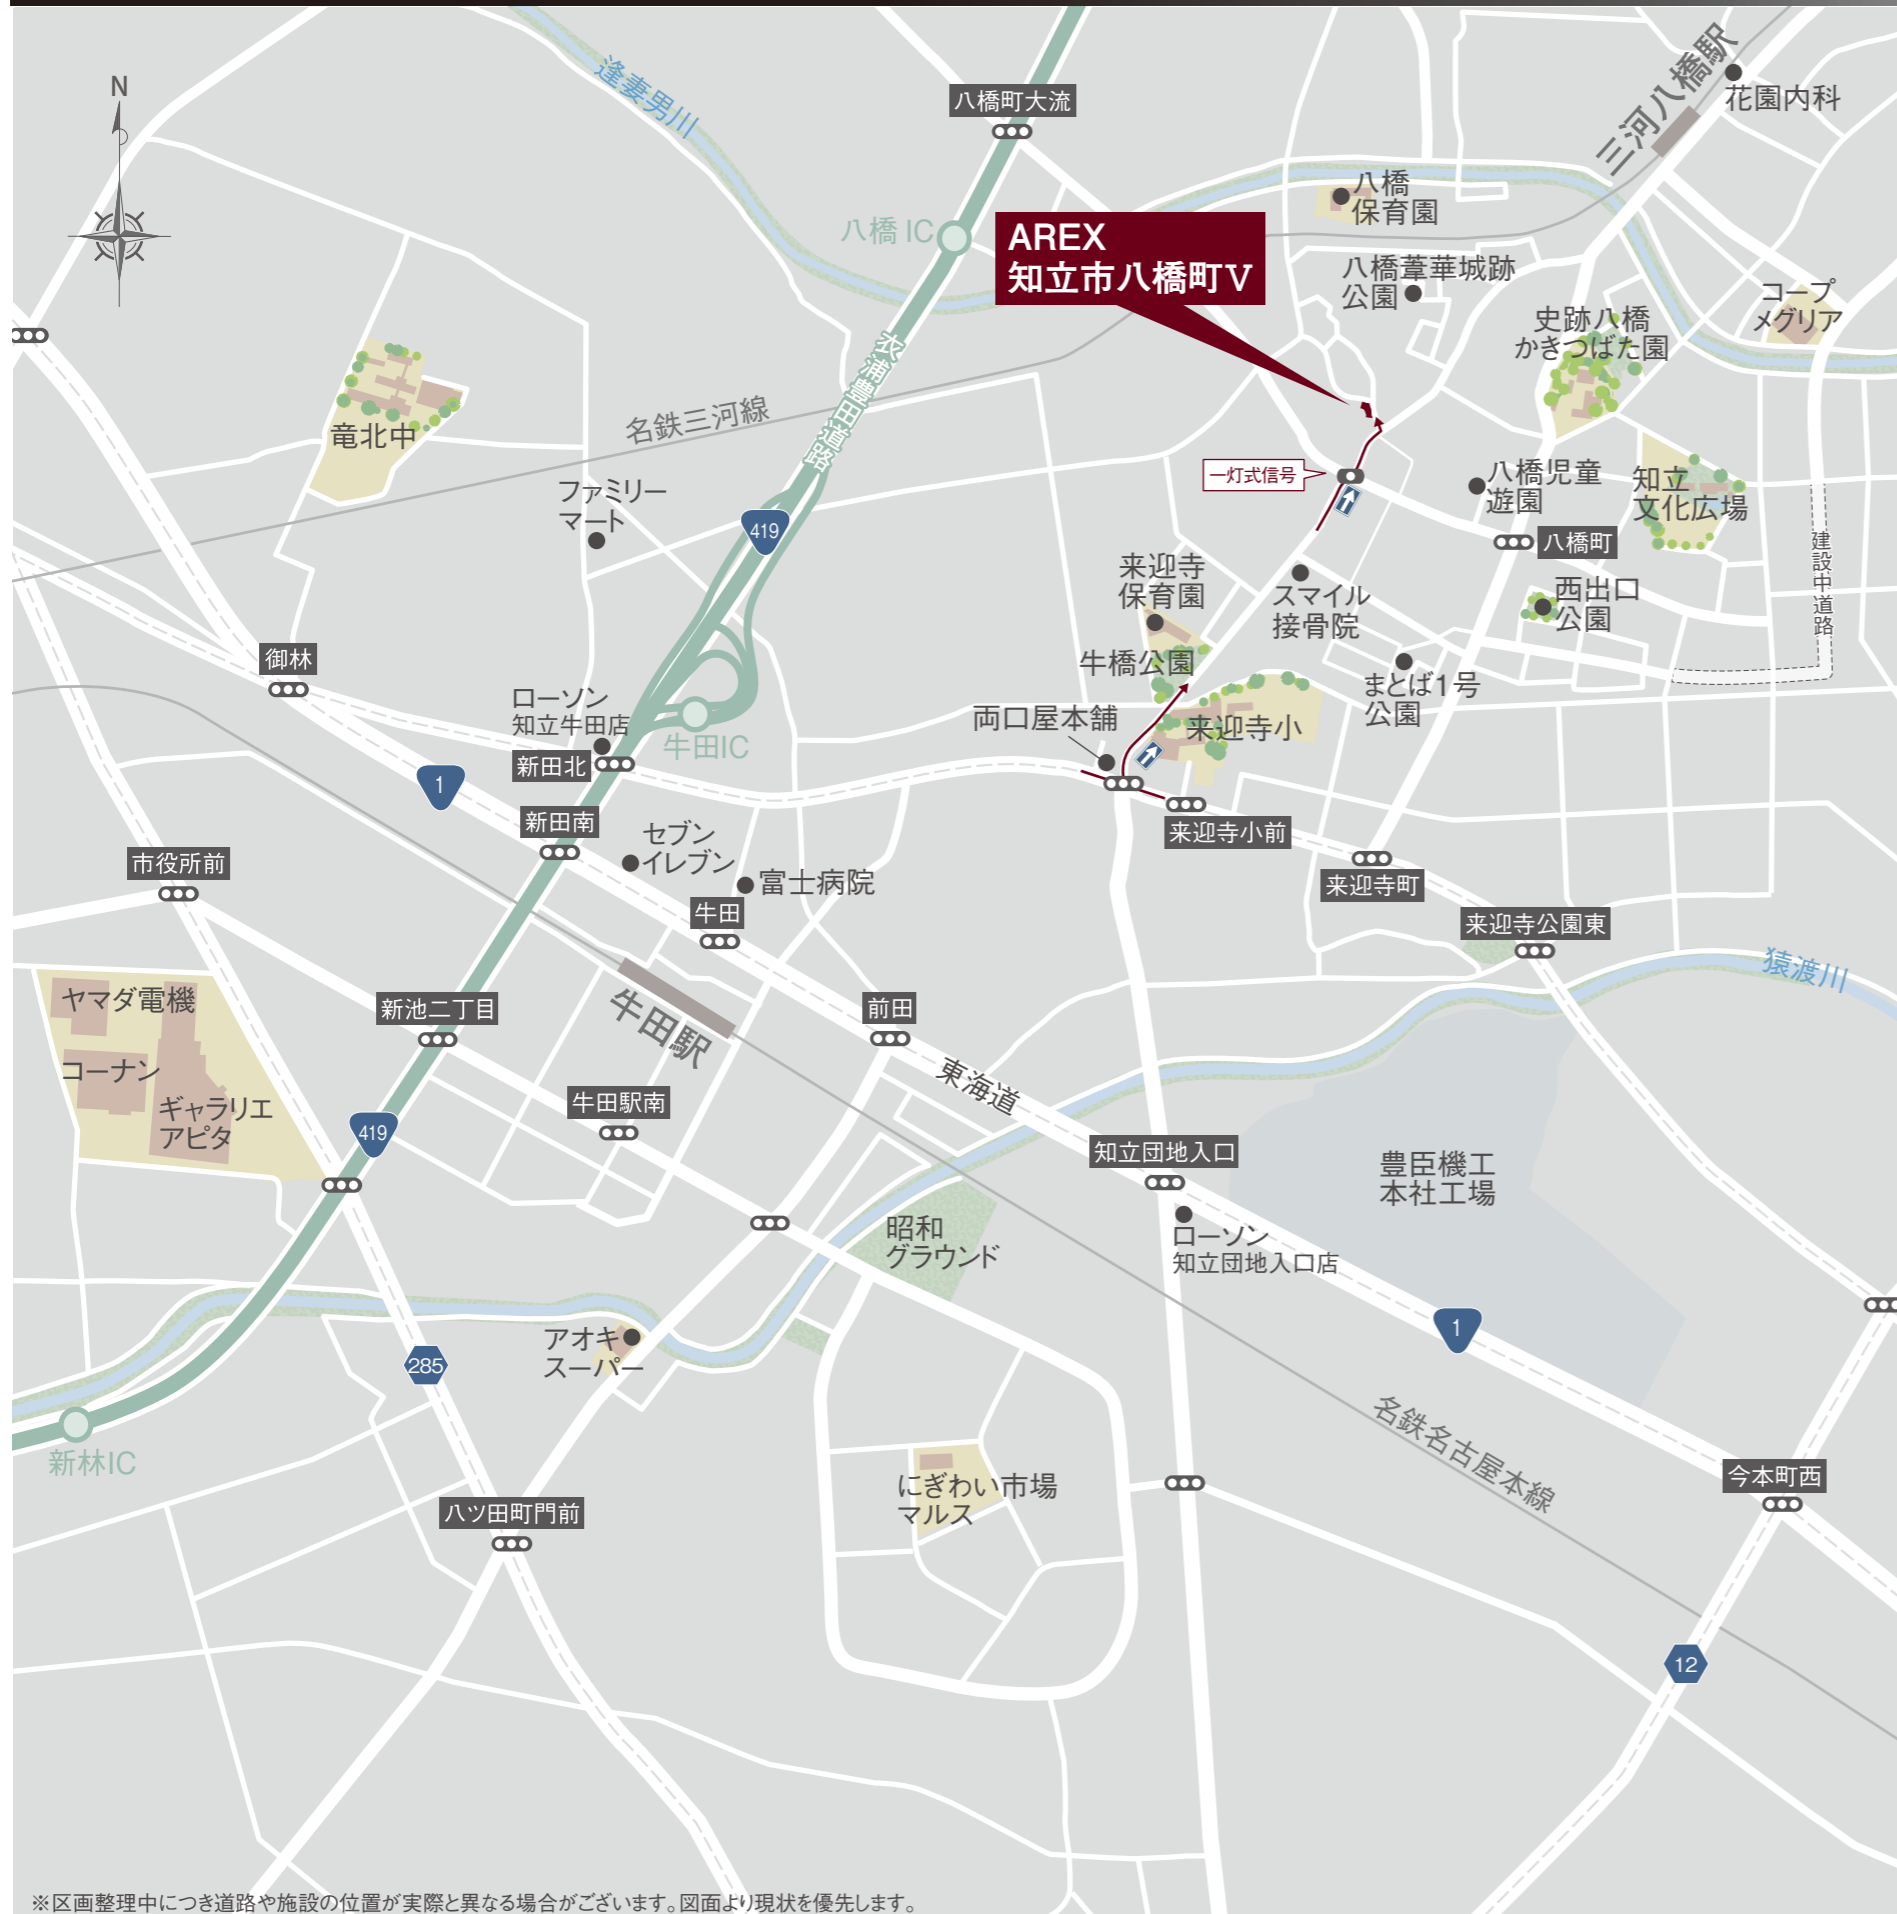 N
逢妻男川
八橋町大流
三河八橋駅
花園内科
八橋
保育園
八橋 IC
AREX
知立市八橋町Ⅴ
八橋葦華城跡
公園
コープ
メグリア
史跡八橋
かきつばた園
衣浦豊田道路
名鉄三河線
竜北中
ファミリー
マート
419
一灯式信号
八橋児童
遊園
知立
文化広場
八橋町
建設中道路
来迎寺
保育園
スマイル
接骨院
西出口
公園
御林
牛橋公園
まとば1号
公園
ローソン
知立牛田店
両口屋本舗
来迎寺小
牛田IC
新田北
1
新田南
セブン
イレブン
来迎寺小前
市役所前
富士病院
来迎寺町
牛田
来迎寺公園東
猿渡川
ヤマダ電機
新池二丁目
牛田駅
前田
コーナン
東海道
ギャラリエ
アピタ
牛田駅南
419
知立団地入口
豊臣機工
本社工場
昭和
グラウンド
ローソン
知立団地入口店
アオキ
スーパー
1
285
名鉄名古屋本線
新林IC
にぎわい市場
マルス
今本町西
八ツ田町門前
12
※区画整理中につき道路や施設の位置が実際と異なる場合がございます。図面より現状を優先します。